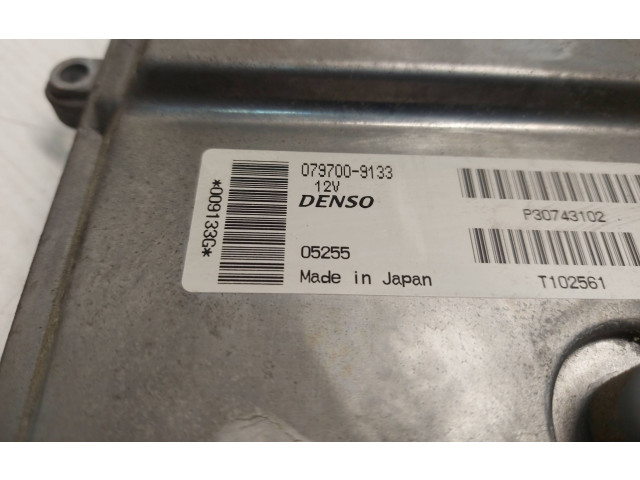 *009133G*
079700-9133
12V
DENSO
05255
Made in Japan
P30743102
T102561